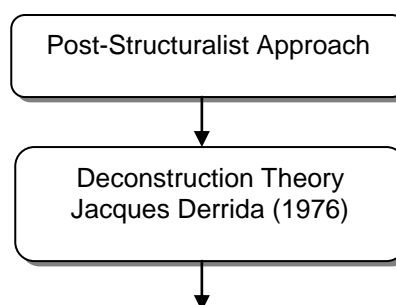 Post-Structuralist Approach
Deconstruction Theory
Jacques Derrida (1976)